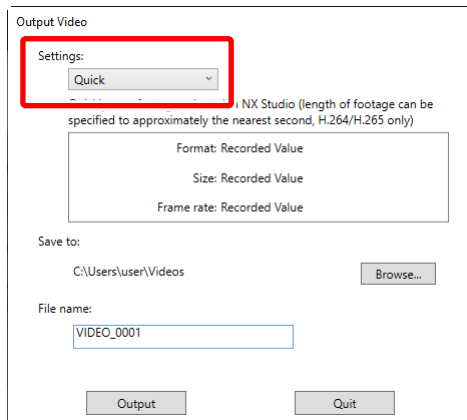 Output Video
Settings:
Quick
NX Studio (length of footage can be
specified to approximately the nearest second, H.264/H.265 only)
Format: Recorded Value
Size: Recorded Value
Frame rate: Recorded Value
Save to:
C:\Users\user\Videos
Browse...
File name:
VIDEO_0001
Output
Quit